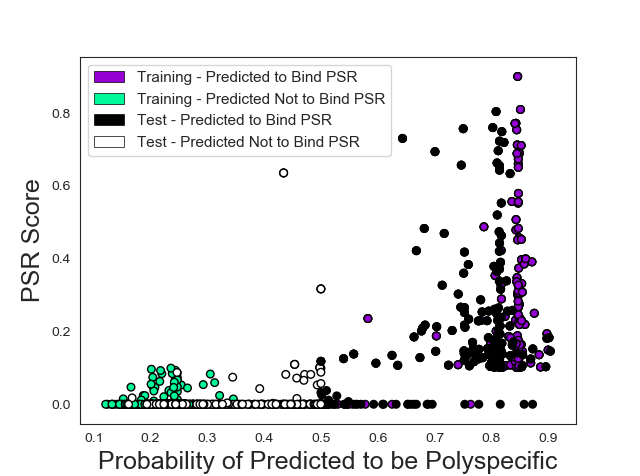 Training - Predicted to Bind PSR
Training - Predicted Not to Bind PSR
Test - Predicted to Bind PSR
Test - Predicted Not to Bind PSR
PSR Score
0.8
0.6
0.4
0.2
0.0
0.1 0.2 0.3 0.4 0.5 0.6 0.7 0.8 0.9
Probability of Predicted to be Polyspecific